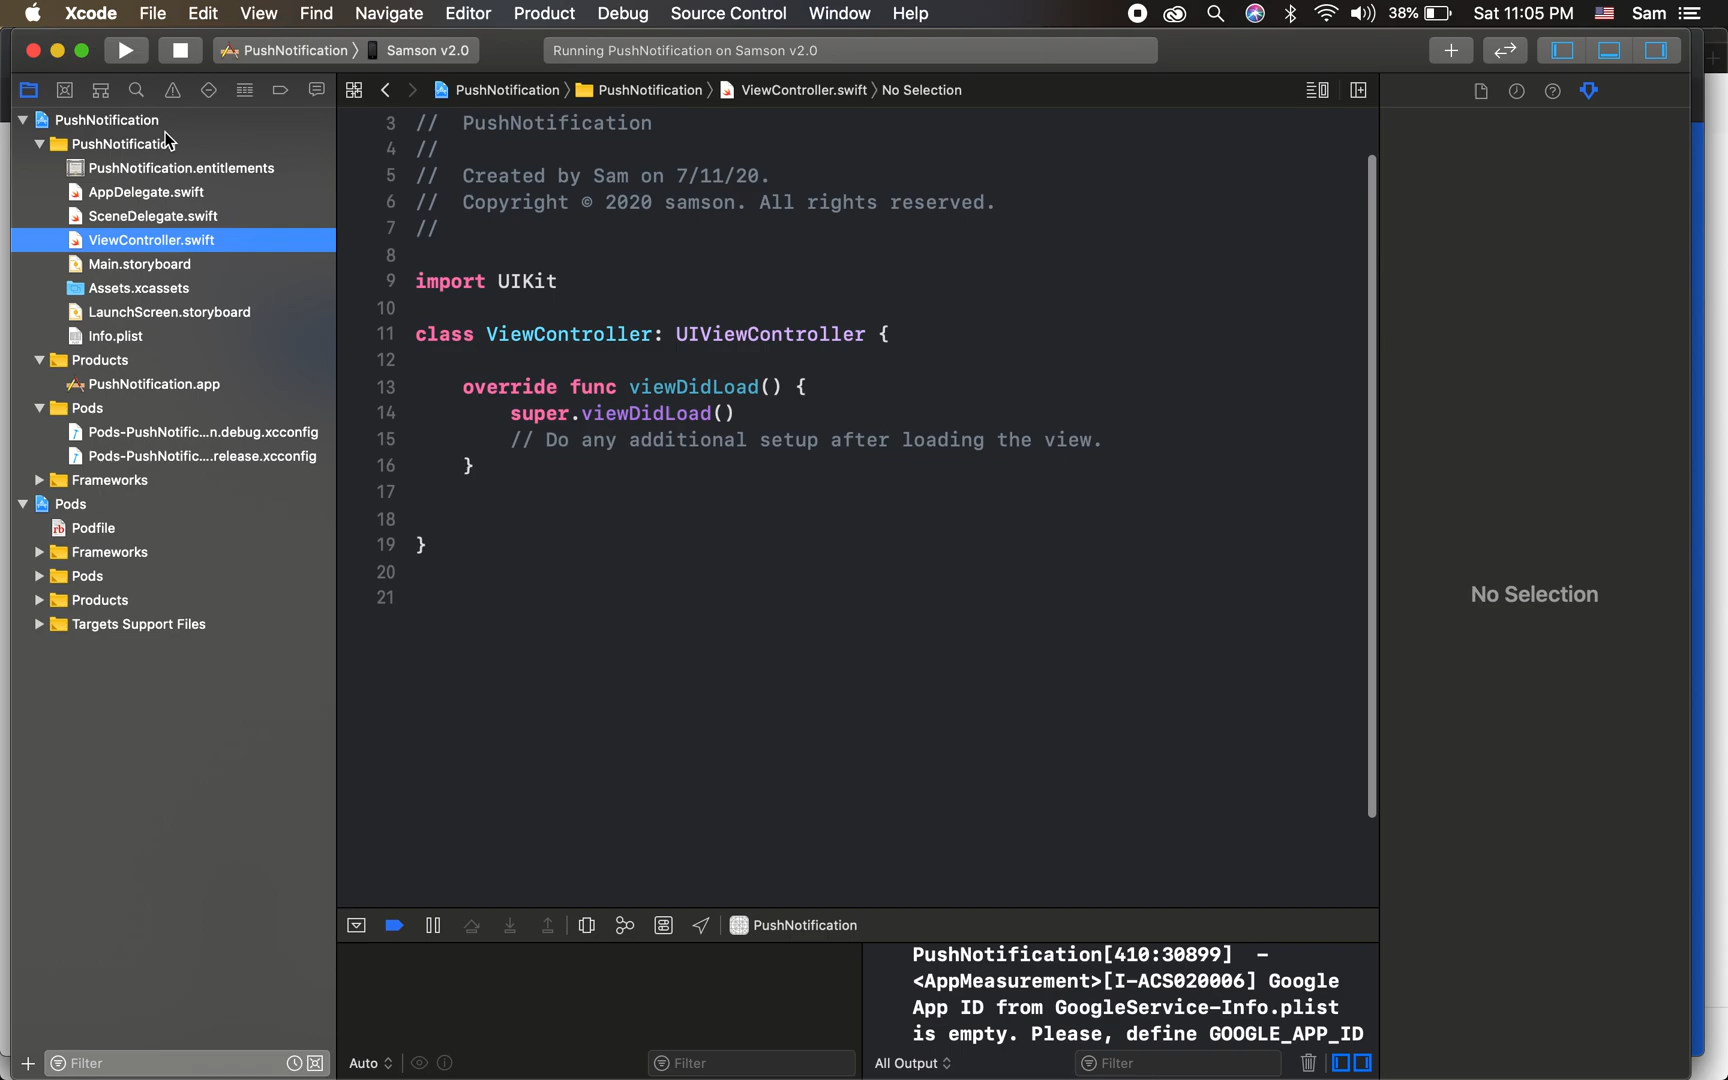 Xcode File Edit View Find Navigate Editor Product Debug Source Control Window Help 38% Sat 11:05 PM Sam
PushNotification Samson v2.0 Running PushNotification on Samson v2.0
PushNotification PushNotification ViewController.swift No Selection
PushNotification
PushNotification
PushNotification.entitlements
AppDelegate.swift
SceneDelegate.swift
ViewController.swift
Main.storyboard
Assets.xcassets
LaunchScreen.storyboard
Info.plist
Products
PushNotification.app
Pods
Pods-PushNotific...n.debug.xcconfig
Pods-PushNotific....release.xcconfig
Frameworks
Pods
Podfile
Frameworks
Pods
Products
Targets Support Files
Filter
3 // PushNotification
4 //
5 // Created by Sam on 7/11/20.
6 // Copyright © 2020 samson. All rights reserved.
7 //
8
9 import UIKit
10
11 class ViewController: UIViewController {
12
13 override func viewDidLoad() {
14 super.viewDidLoad()
15 // Do any additional setup after loading the view.
16 }
17
18
19 }
20
21
No Selection
PushNotification
PushNotification[410:30899] -
<AppMeasurement>[I-ACS020006] Google
App ID from GoogleService-Info.plist
is empty. Please, define GOOGLE_APP_ID
Auto Filter All Output Filter